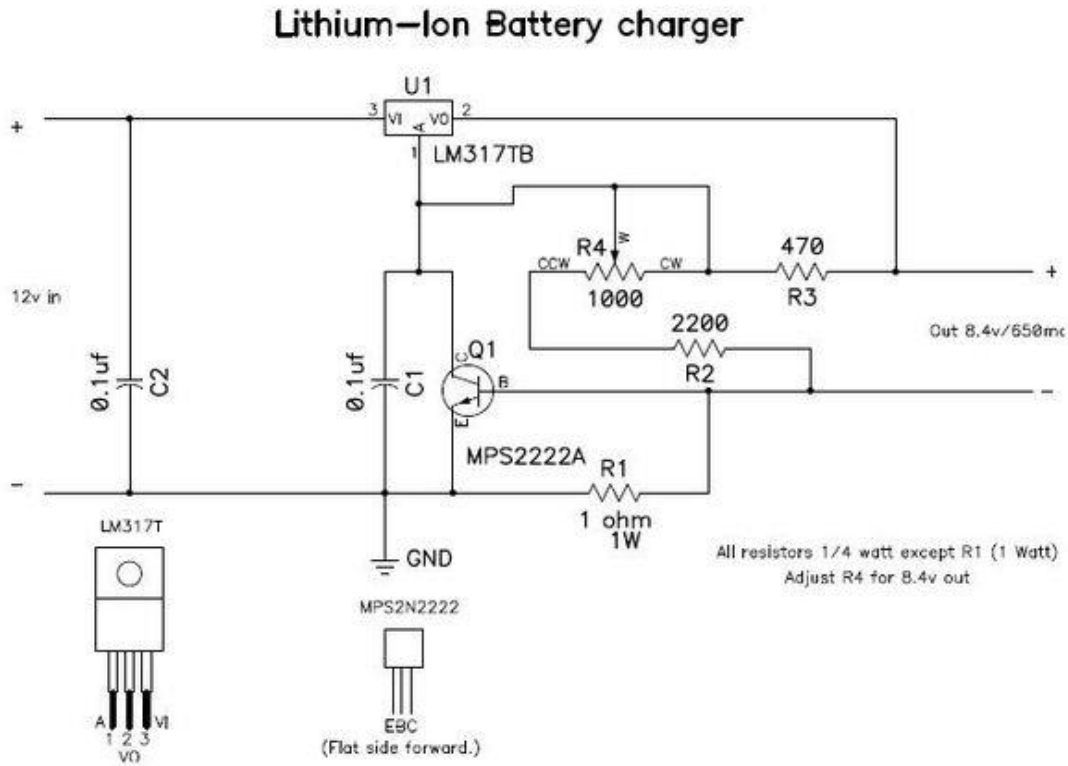 Lithium-Ion Battery charger
U1
+
3
VI
A
VO
2
1
LM317TB
R4
W
470
CCW
CW
+
1000
R3
12v in
2200
Out 8.4v/650ma
0.1uf
C2
0.1uf
C1
Q1
C
B
E
R2
-
MPS2222A
R1
-
1 ohm
1W
LM317T
GND
All resistors 1/4 watt except R1 (1 Watt)
Adjust R4 for 8.4v out
MPS2N2222
A
VI
1 2 3
VO
EBC
(Flat side forward.)